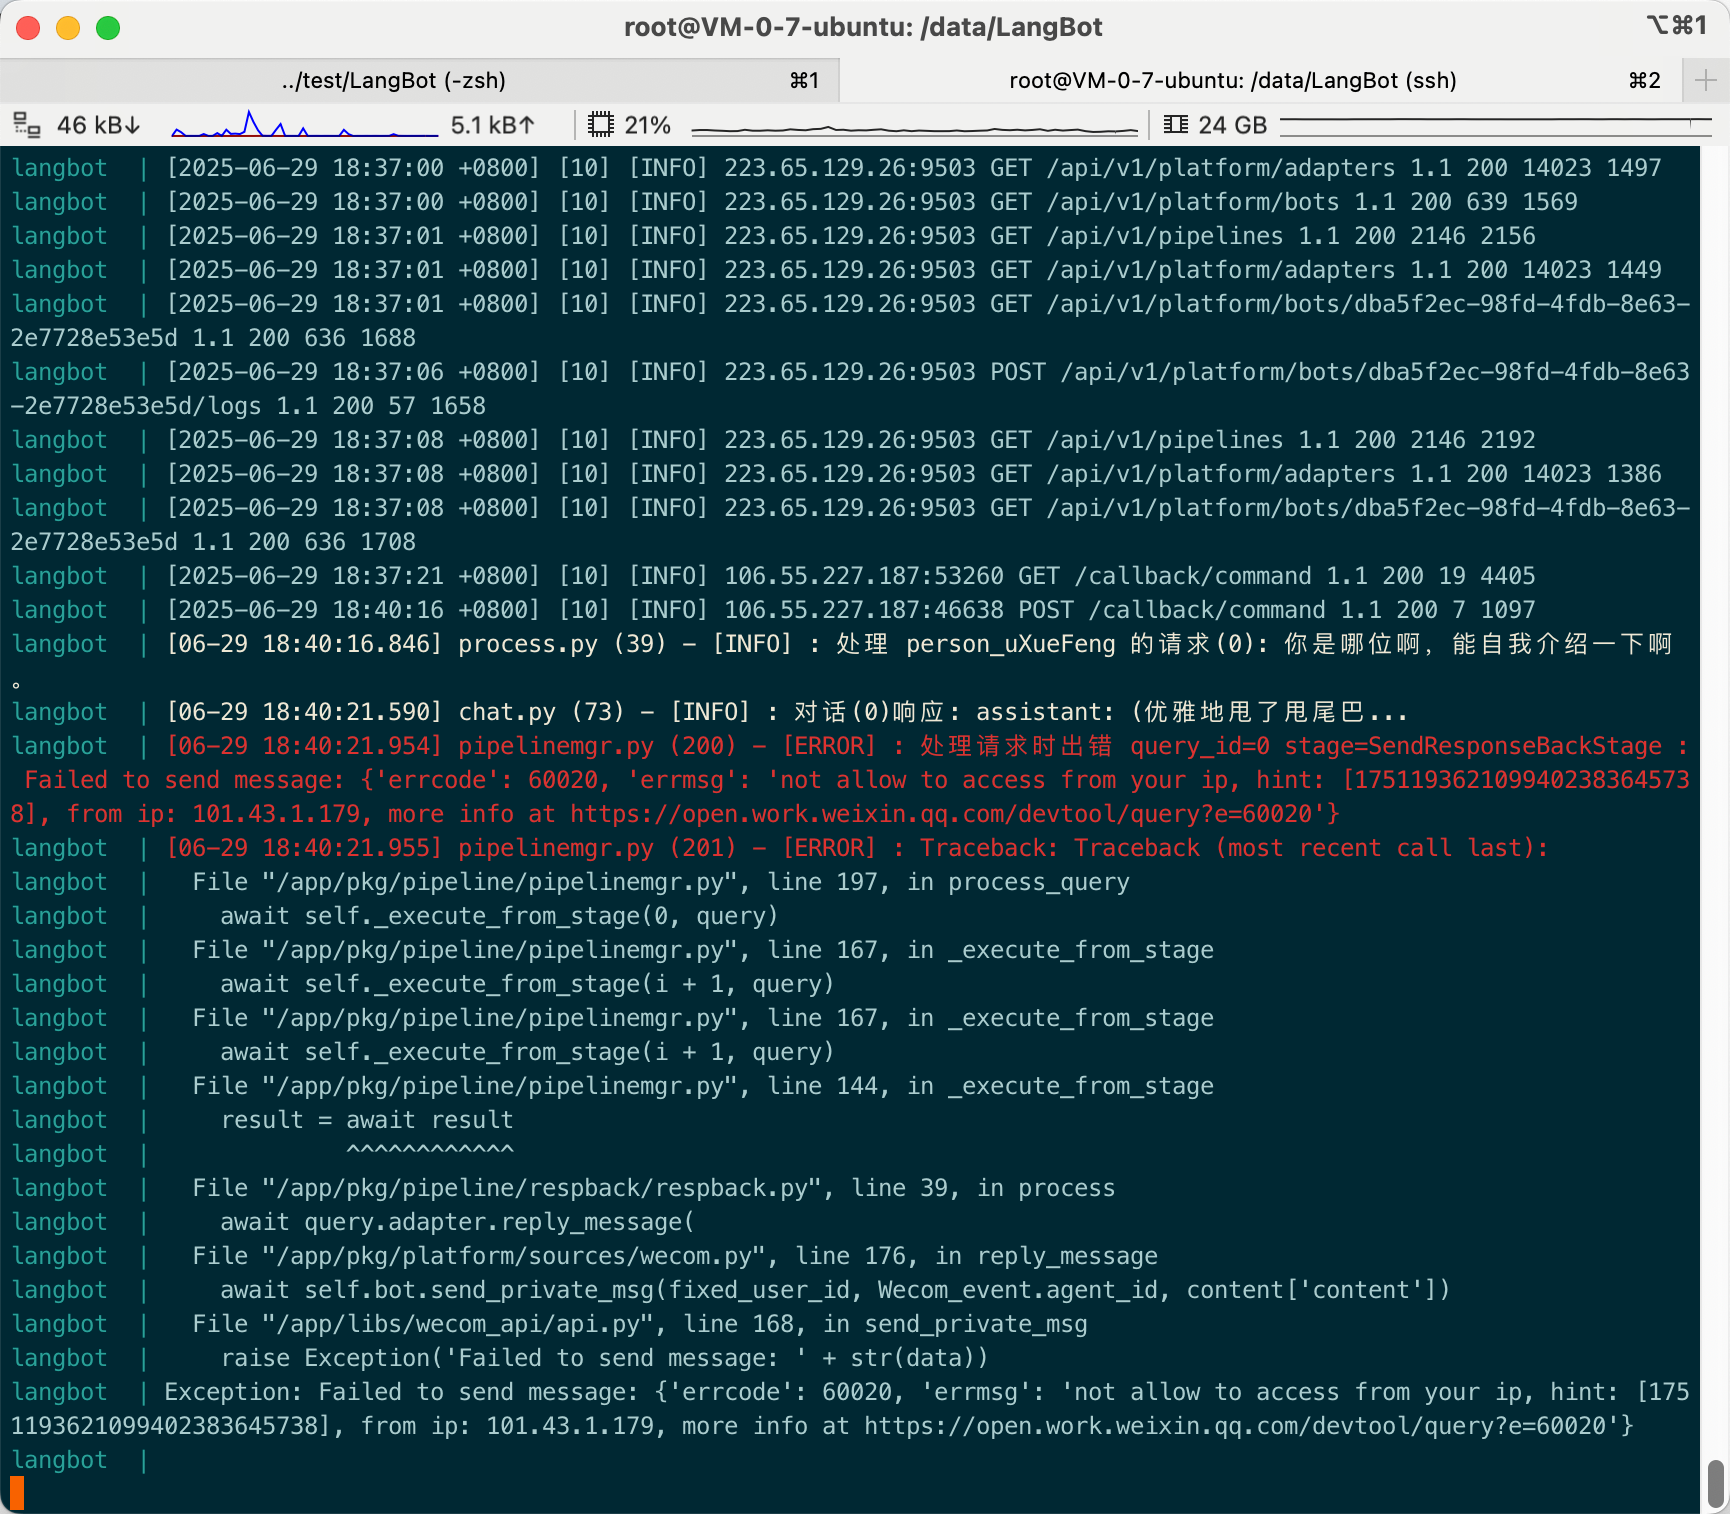 root@VM-0-7-ubuntu: /data/LangBot
⌥⌘1
../test/LangBot (-zsh) ⌘1
root@VM-0-7-ubuntu: /data/LangBot (ssh) ⌘2
46 kB↓ 5.1 kB↑ 21% 24 GB
langbot | [2025-06-29 18:37:00 +0800] [10] [INFO] 223.65.129.26:9503 GET /api/v1/platform/adapters 1.1 200 14023 1497
langbot | [2025-06-29 18:37:00 +0800] [10] [INFO] 223.65.129.26:9503 GET /api/v1/platform/bots 1.1 200 639 1569
langbot | [2025-06-29 18:37:01 +0800] [10] [INFO] 223.65.129.26:9503 GET /api/v1/pipelines 1.1 200 2146 2156
langbot | [2025-06-29 18:37:01 +0800] [10] [INFO] 223.65.129.26:9503 GET /api/v1/platform/adapters 1.1 200 14023 1449
langbot | [2025-06-29 18:37:01 +0800] [10] [INFO] 223.65.129.26:9503 GET /api/v1/platform/bots/dba5f2ec-98fd-4fdb-8e63-
2e7728e53e5d 1.1 200 636 1688
langbot | [2025-06-29 18:37:06 +0800] [10] [INFO] 223.65.129.26:9503 POST /api/v1/platform/bots/dba5f2ec-98fd-4fdb-8e63
-2e7728e53e5d/logs 1.1 200 57 1658
langbot | [2025-06-29 18:37:08 +0800] [10] [INFO] 223.65.129.26:9503 GET /api/v1/pipelines 1.1 200 2146 2192
langbot | [2025-06-29 18:37:08 +0800] [10] [INFO] 223.65.129.26:9503 GET /api/v1/platform/adapters 1.1 200 14023 1386
langbot | [2025-06-29 18:37:08 +0800] [10] [INFO] 223.65.129.26:9503 GET /api/v1/platform/bots/dba5f2ec-98fd-4fdb-8e63-
2e7728e53e5d 1.1 200 636 1708
langbot | [2025-06-29 18:37:21 +0800] [10] [INFO] 106.55.227.187:53260 GET /callback/command 1.1 200 19 4405
langbot | [2025-06-29 18:40:16 +0800] [10] [INFO] 106.55.227.187:46638 POST /callback/command 1.1 200 7 1097
langbot | [06-29 18:40:16.846] process.py (39) - [INFO] : 处理 person_uXueFeng 的请求(0): 你是哪位啊, 能自我介绍一下啊
。
langbot | [06-29 18:40:21.590] chat.py (73) - [INFO] : 对话(0)响应: assistant: (优雅地甩了甩尾巴...
langbot | [06-29 18:40:21.954] pipelinemgr.py (200) - [ERROR] : 处理请求时出错 query_id=0 stage=SendResponseBackStage :
Failed to send message: {'errcode': 60020, 'errmsg': 'not allow to access from your ip, hint: [175119362109940238364573
8], from ip: 101.43.1.179, more info at https://open.work.weixin.qq.com/devtool/query?e=60020'}
langbot | [06-29 18:40:21.955] pipelinemgr.py (201) - [ERROR] : Traceback: Traceback (most recent call last):
langbot | File "/app/pkg/pipeline/pipelinemgr.py", line 197, in process_query
langbot | await self._execute_from_stage(0, query)
langbot | File "/app/pkg/pipeline/pipelinemgr.py", line 167, in _execute_from_stage
langbot | await self._execute_from_stage(i + 1, query)
langbot | File "/app/pkg/pipeline/pipelinemgr.py", line 167, in _execute_from_stage
langbot | await self._execute_from_stage(i + 1, query)
langbot | File "/app/pkg/pipeline/pipelinemgr.py", line 144, in _execute_from_stage
langbot | result = await result
langbot | ^^^^^^^^^^^^
langbot | File "/app/pkg/pipeline/respback/respback.py", line 39, in process
langbot | await query.adapter.reply_message(
langbot | File "/app/pkg/platform/sources/wecom.py", line 176, in reply_message
langbot | await self.bot.send_private_msg(fixed_user_id, Wecom_event.agent_id, content['content'])
langbot | File "/app/libs/wecom_api/api.py", line 168, in send_private_msg
langbot | raise Exception('Failed to send message: ' + str(data))
langbot | Exception: Failed to send message: {'errcode': 60020, 'errmsg': 'not allow to access from your ip, hint: [175
1193621099402383645738], from ip: 101.43.1.179, more info at https://open.work.weixin.qq.com/devtool/query?e=60020'}
langbot |